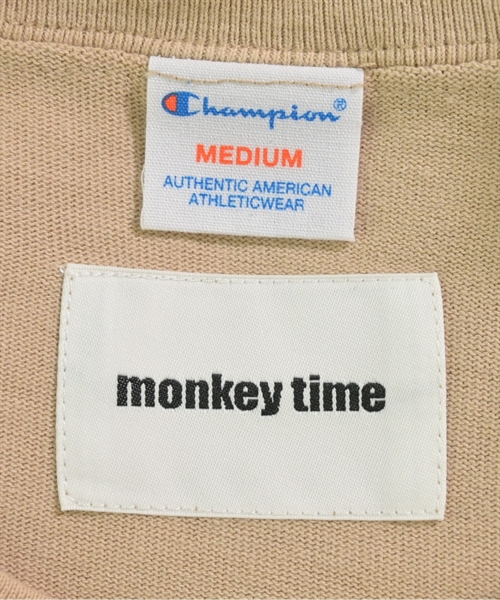 Champion®
MEDIUM
AUTHENTIC AMERICAN
ATHLETICWEAR
monkey time